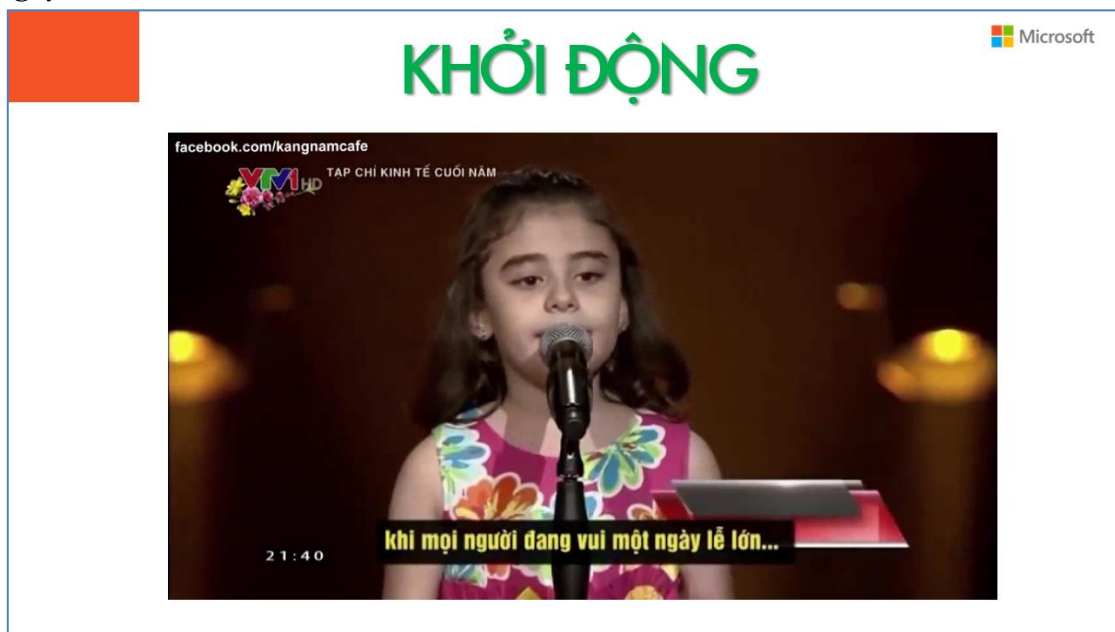 KHỞI ĐỘNG
Microsoft
facebook.com/kangnamcafe
VTV1 HD
TẠP CHÍ KINH TẾ CUỐI NĂM
khi mọi người đang vui một ngày lễ lớn...
21:40